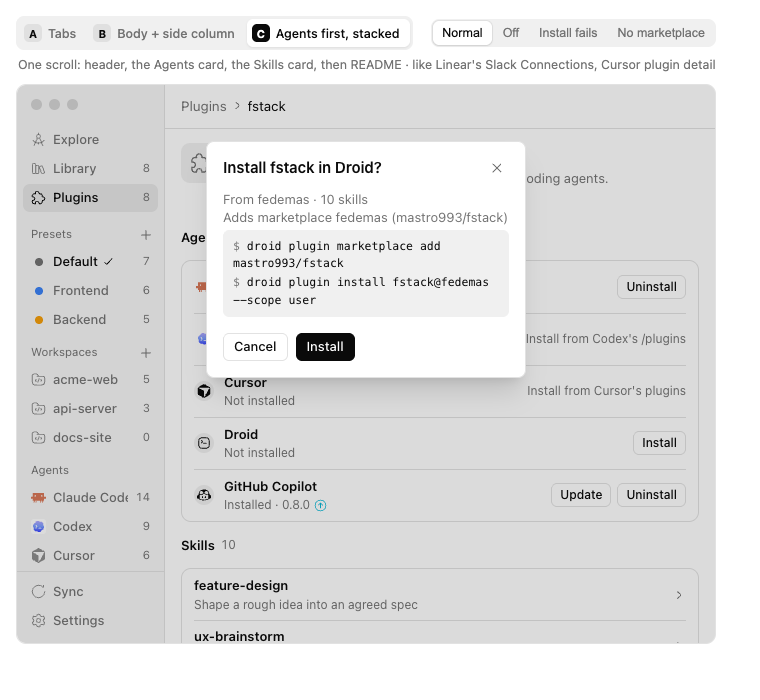 A Tabs B Body + side column C Agents first, stacked Normal Off Install fails No marketplace
One scroll: header, the Agents card, the Skills card, then README · like Linear's Slack Connections, Cursor plugin detail
Explore
Library 8
Plugins 8
Presets +
Default ✓ 7
Frontend 6
Backend 5
Workspaces +
acme-web 5
api-server 3
docs-site 0
Agents
Claude Code 14
Codex 9
Cursor 6
Sync
Settings
Plugins > fstack
oding agents.
Age
Install fstack in Droid?
From fedemas · 10 skills
Adds marketplace fedemas (mastro993/fstack)
$ droid plugin marketplace add
mastro993/fstack
$ droid plugin install fstack@fedemas
--scope user
Cancel Install
Uninstall
Install from Codex's /plugins
Cursor
Not installed
Install from Cursor's plugins
Droid
Not installed
Install
GitHub Copilot
Installed · 0.8.0
Update Uninstall
Skills 10
feature-design
Shape a rough idea into an agreed spec
ux-brainstorm